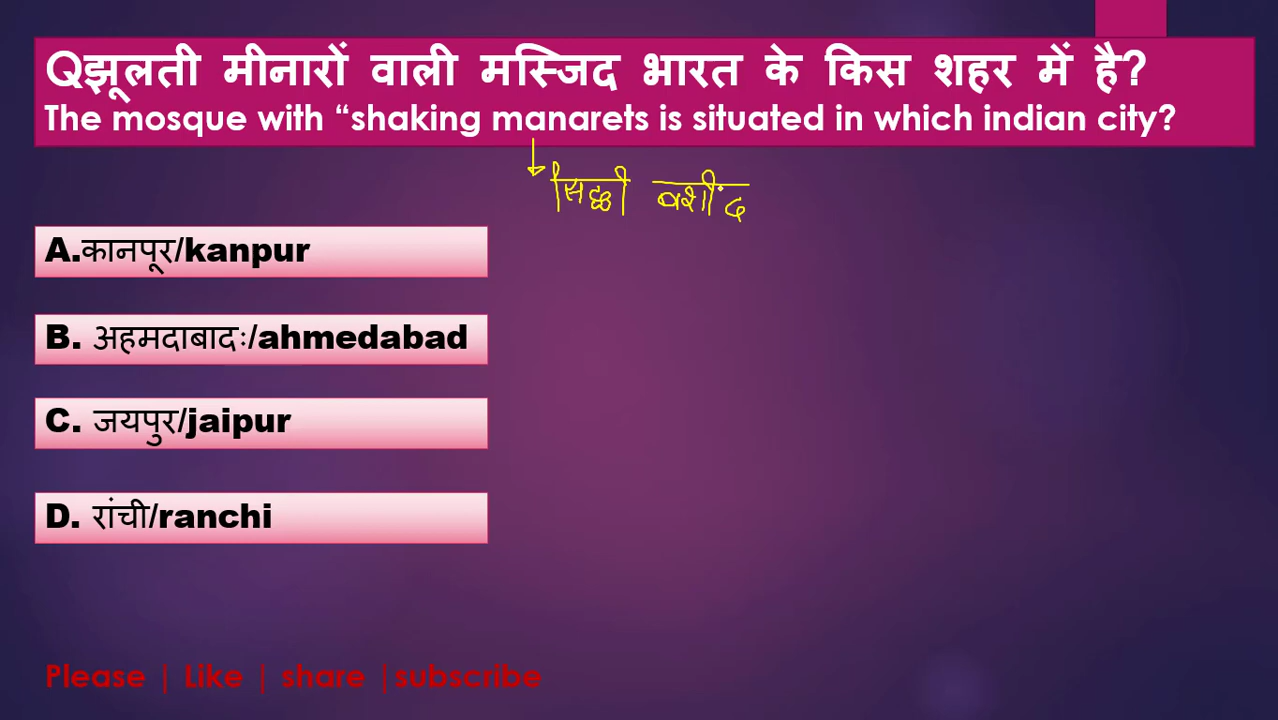 Qझूलती मीनारों वाली मस्जिद भारत के किस शहर में है?
The mosque with “shaking manarets is situated in which indian city?
सिद्दी बशीद
A.कानपूर/kanpur
B. अहमदाबादः/ahmedabad
C. जयपुर/jaipur
D. रांची/ranchi
Please | Like | share |subscribe